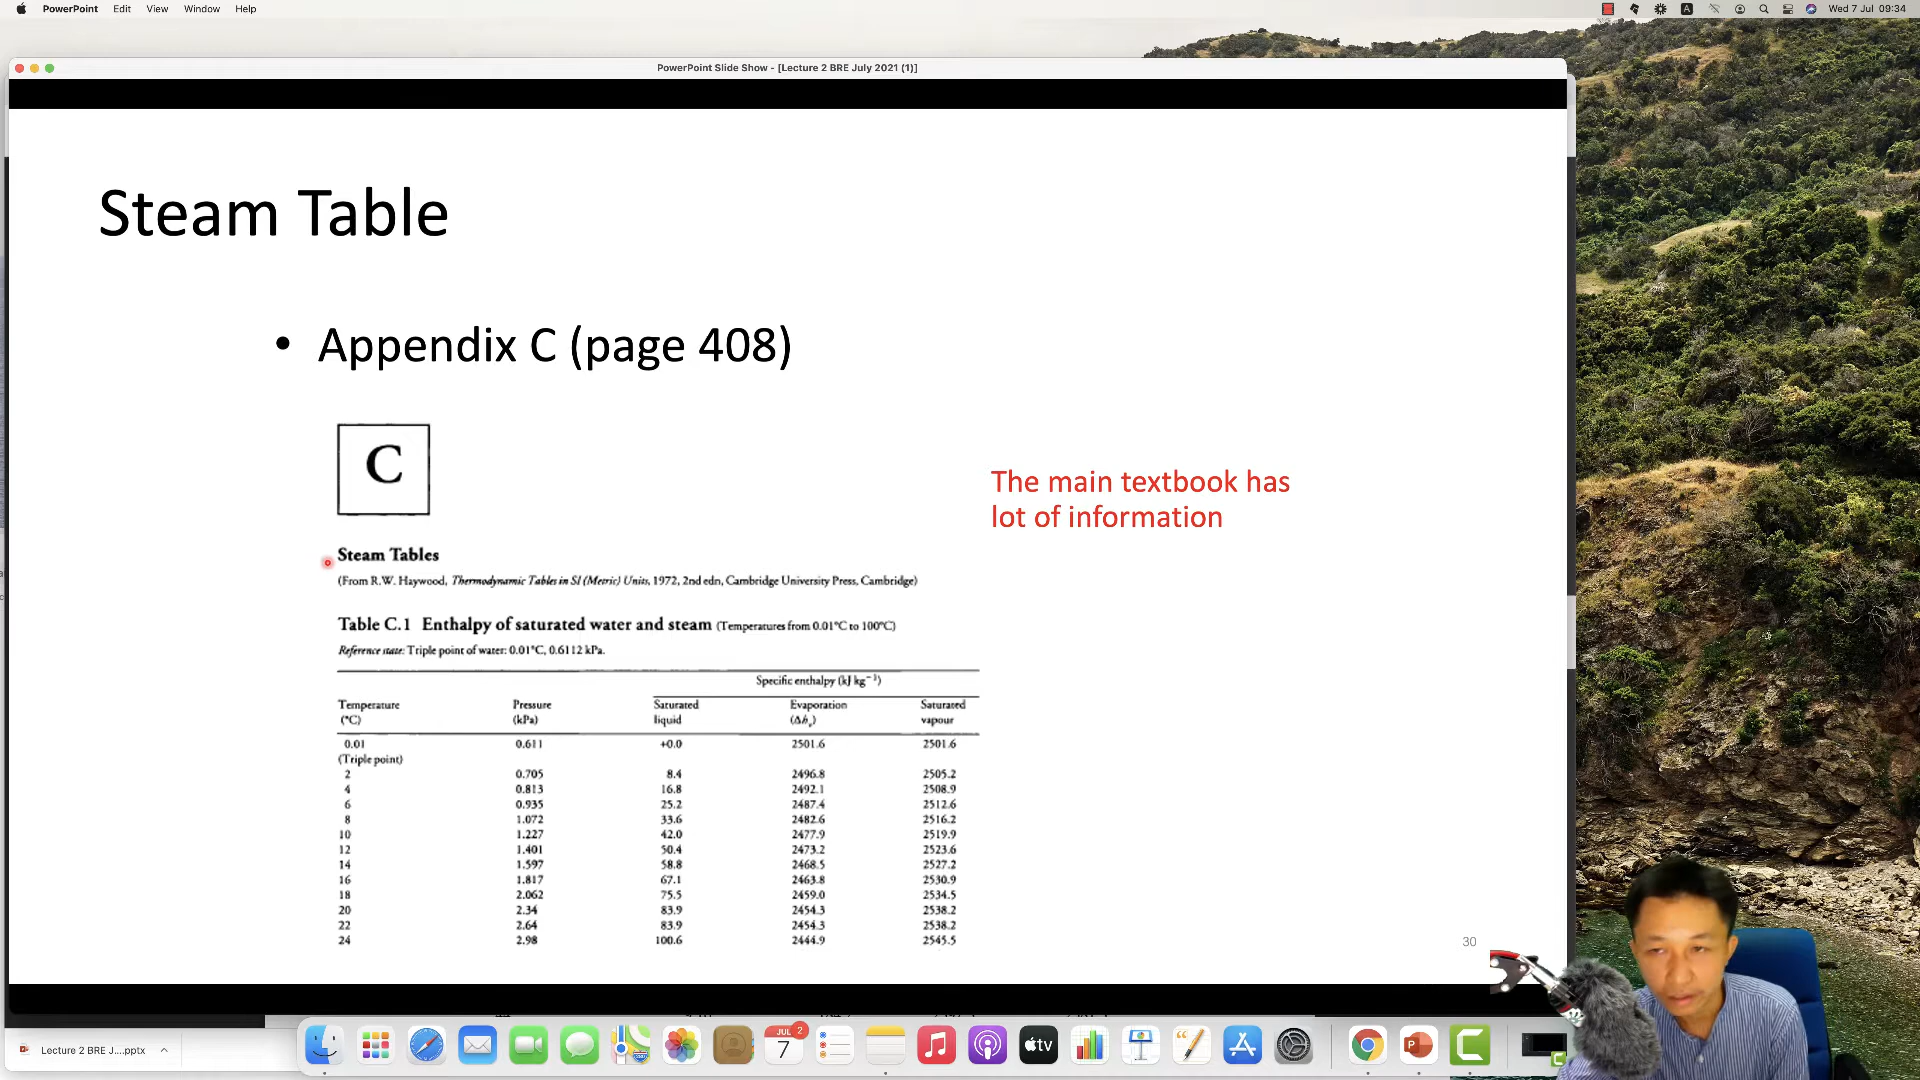 PowerPoint Edit View Window Help
A Wed 7 Jul 09:34
PowerPoint Slide Show - [Lecture 2 BRE July 2021 (1)]
Steam Table
• Appendix C (page 408)
C
The main textbook has
lot of information
Steam Tables
(From R.W. Haywood, Thermodynamic Tables in SI (Metric) Units, 1972, 2nd edn, Cambridge University Press, Cambridge)
Table C.1 Enthalpy of saturated water and steam (Temperatures from 0.01°C to 100°C)
Reference state: Triple point of water: 0.01°C, 0.6112 kPa.
Specific enthalpy (kJ kg⁻¹)
Temperature Pressure Saturated Evaporation Saturated
(°C) (kPa) liquid (Δhᵥ) vapour
0.01 0.611 +0.0 2501.6 2501.6
(Triple point)
2 0.705 8.4 2496.8 2505.2
4 0.813 16.8 2492.1 2508.9
6 0.935 25.2 2487.4 2512.6
8 1.072 33.6 2482.6 2516.2
10 1.227 42.0 2477.9 2519.9
12 1.401 50.4 2473.2 2523.6
14 1.597 58.8 2468.5 2527.2
16 1.817 67.1 2463.8 2530.9
18 2.062 75.5 2459.0 2534.5
20 2.34 83.9 2454.3 2538.2
22 2.64 83.9 2454.3 2538.2
24 2.98 100.6 2444.9 2545.5
30
Lecture 2 BRE J....pptx
JUL 2
7
tv